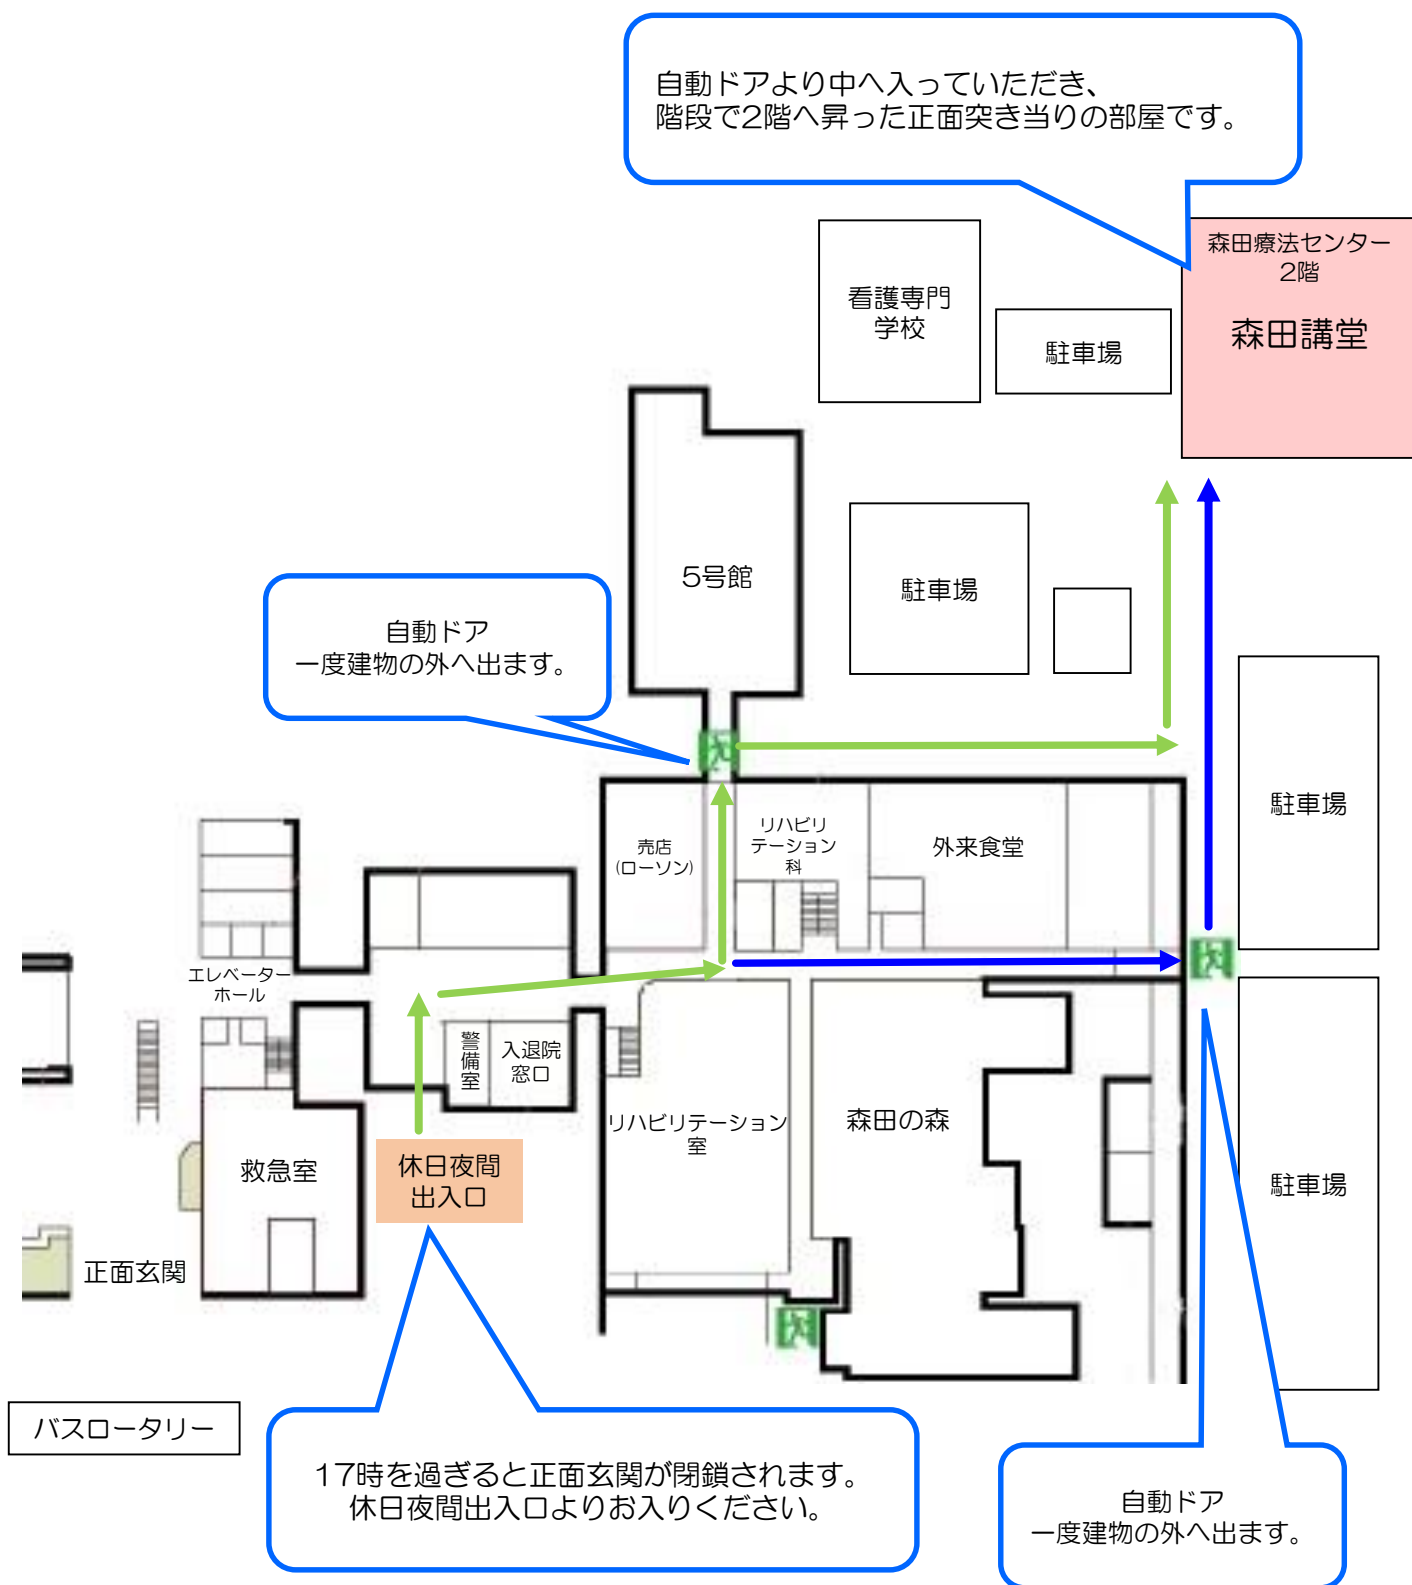 自動ドアより中へ入っていただき、
階段で2階へ昇った正面突き当りの部屋です。
森田療法センター
2階
森田講堂
看護専門
学校
駐車場
5号館
駐車場
自動ドア
一度建物の外へ出ます。
駐車場
売店
(ローソン)
リハビリ
テーション
科
外来食堂
エレベーター
ホール
警
備
室
入退院
窓口
リハビリテーション
室
森田の森
救急室
休日夜間
出入口
駐車場
正面玄関
バスロータリー
17時を過ぎると正面玄関が閉鎖されます。
休日夜間出入口よりお入りください。
自動ドア
一度建物の外へ出ます。